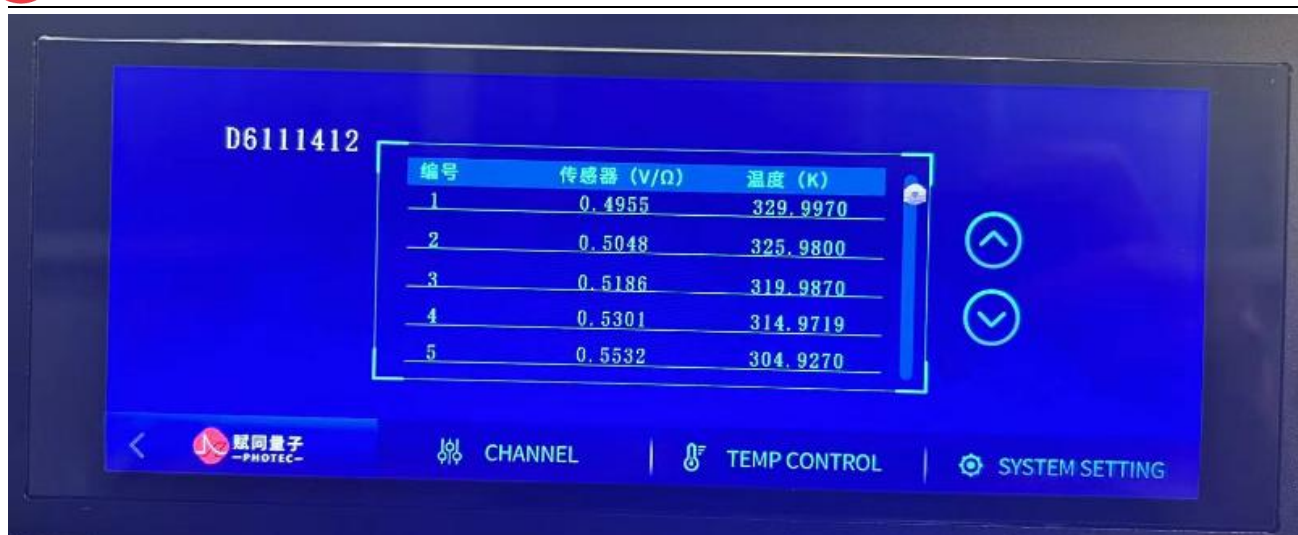 D6111412
编号 传感器（V/Ω） 温度（K）
1 0.4955 329.9970
2 0.5048 325.9800
3 0.5186 319.9870
4 0.5301 314.9719
5 0.5532 304.9270
赋同量子
—PHOTEC—
CHANNEL
TEMP CONTROL
SYSTEM SETTING